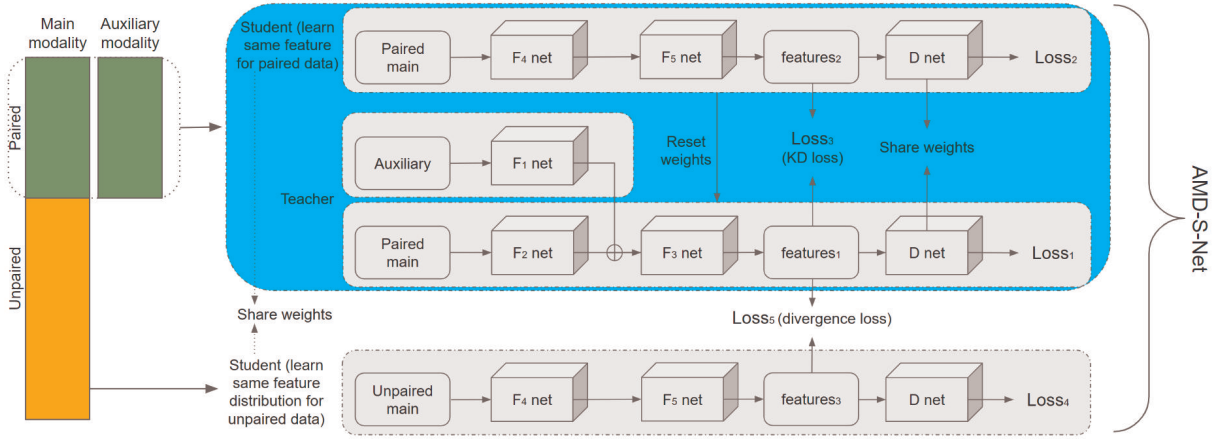 Main
modality
Auxiliary
modality
Paired
Unpaired
Student (learn
same feature
for paired data)
Paired
main
F₄ net
F₅ net
features₂
D net
Loss₂
Auxiliary
F₁ net
Reset
weights
Loss₃
(KD loss)
Share weights
Teacher
Paired
main
F₂ net
F₃ net
features₁
D net
Loss₁
Share weights
Loss₅ (divergence loss)
Student (learn
same feature
distribution for
unpaired data)
Unpaired
main
F₄ net
F₅ net
features₃
D net
Loss₄
AMD-S-Net